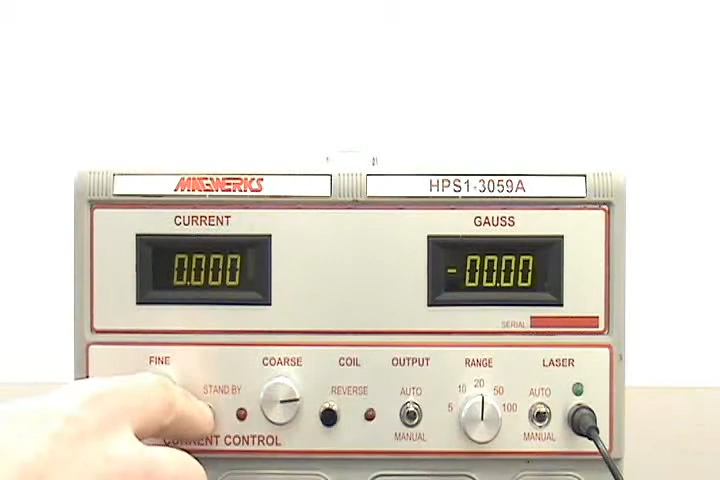 MAGWERKS
HPS1-3059A
CURRENT
GAUSS
0.000
-00.00
SERIAL
FINE
COARSE
COIL
OUTPUT
RANGE
LASER
STAND BY
REVERSE
AUTO
5 10 20 50 100
AUTO
MANUAL
MANUAL
CURRENT CONTROL